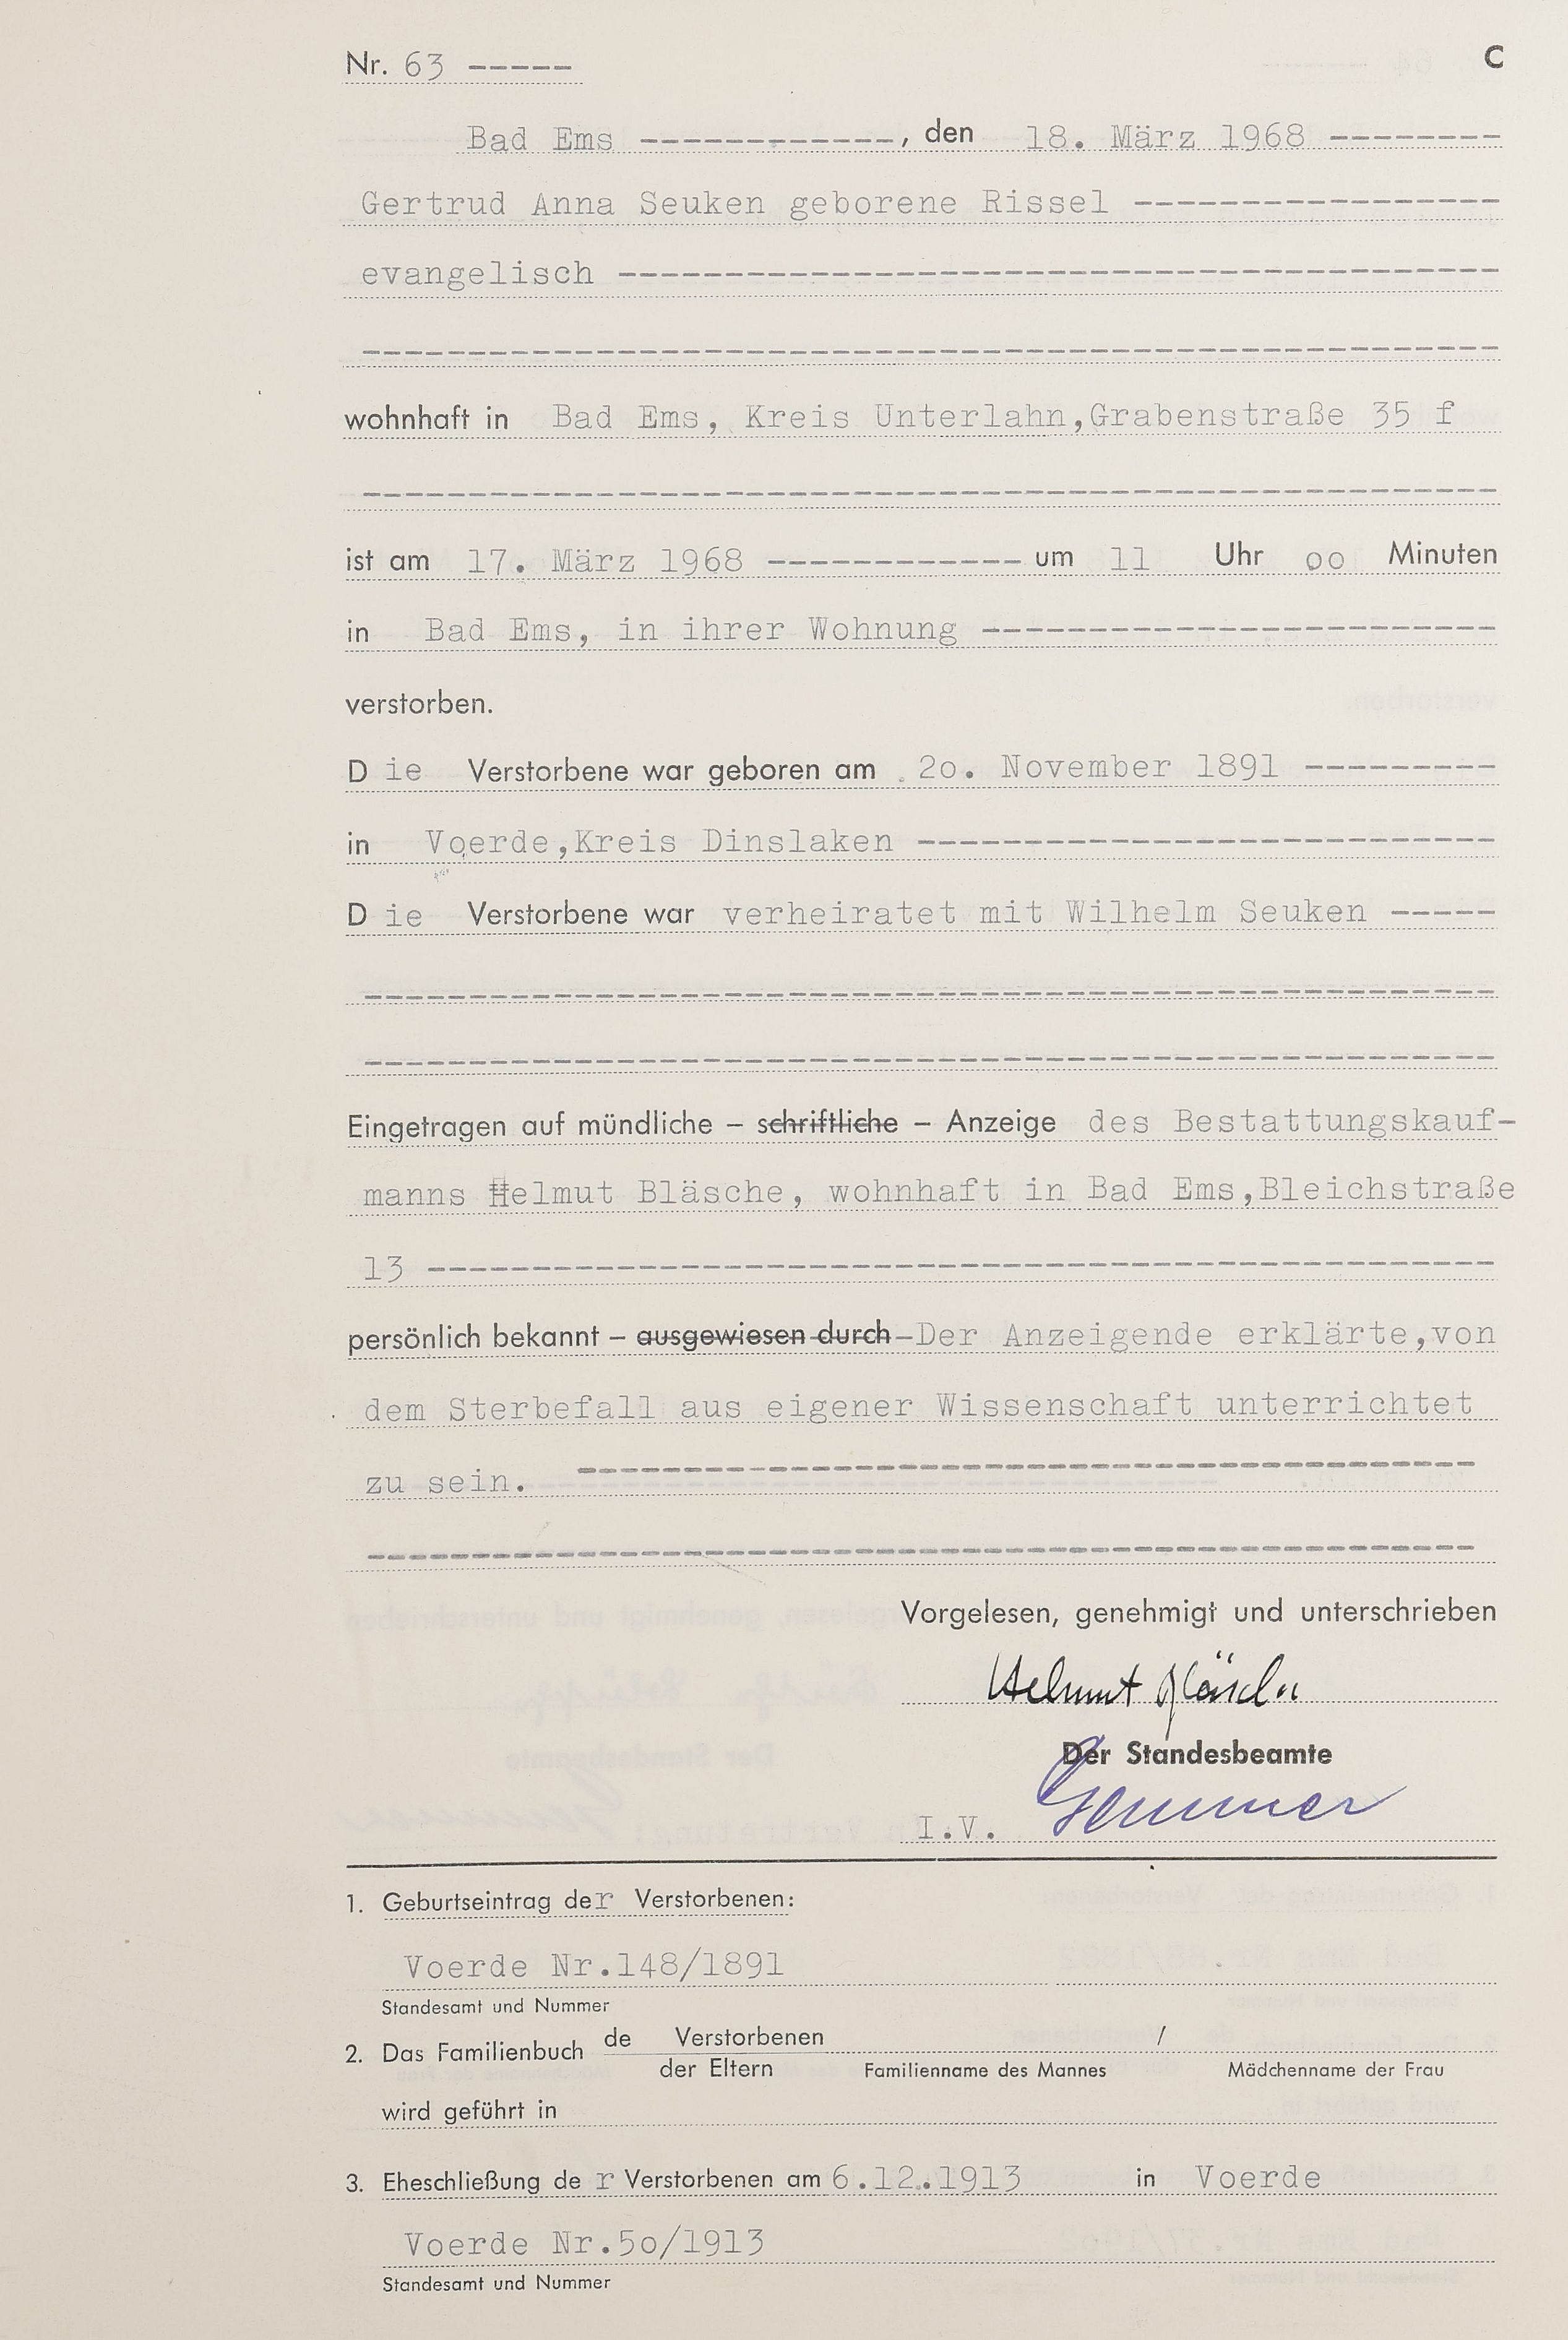 Nr. 63 -----
C
Bad Ems ------------, den 18. März 1968 --------
Gertrud Anna Seuken geborene Rissel -----------------
evangelisch -----------------------------------------
-----------------------------------------------------
wohnhaft in Bad Ems, Kreis Unterlahn,Grabenstraße 35 f
-----------------------------------------------------
ist am 17. März 1968 ------------ um 11 Uhr oo Minuten
in Bad Ems, in ihrer Wohnung ------------------------
verstorben.
Die Verstorbene war geboren am 2o. November 1891 ---------
in Voerde,Kreis Dinslaken ---------------------------
Die Verstorbene war verheiratet mit Wilhelm Seuken -----
-----------------------------------------------------
-----------------------------------------------------
Eingetragen auf mündliche – schriftliche – Anzeige des Bestattungskauf-
manns Helmut Bläsche, wohnhaft in Bad Ems,Bleichstraße
13 --------------------------------------------------
persönlich bekannt – ausgewiesen durch –Der Anzeigende erklärte,von
dem Sterbefall aus eigener Wissenschaft unterrichtet
zu sein. ------------------------------------------
----------------------------------------------------
Vorgelesen, genehmigt und unterschrieben
Helmut Bläsche
Der Standesbeamte
I.V.
1. Geburtseintrag der Verstorbenen:
Voerde Nr.148/1891
Standesamt und Nummer
de Verstorbenen /
2. Das Familienbuch
der Eltern Familienname des Mannes Mädchenname der Frau
wird geführt in
3. Eheschließung der Verstorbenen am 6.12.1913 in Voerde
Voerde Nr.5o/1913
Standesamt und Nummer